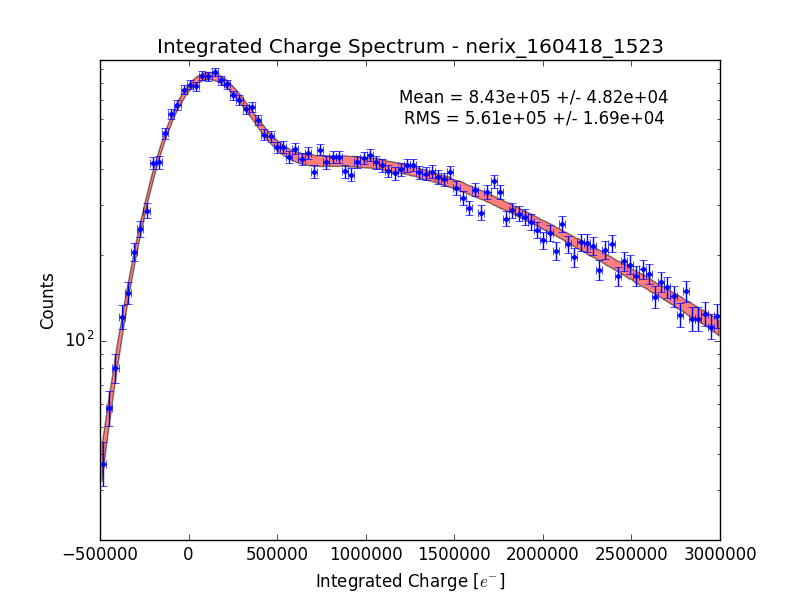 Integrated Charge Spectrum - nerix_160418_1523
Mean = 8.43e+05 +/- 4.82e+04
RMS = 5.61e+05 +/- 1.69e+04
Counts
10²
−500000 0 500000 1000000 1500000 2000000 2500000 3000000
Integrated Charge [e⁻]